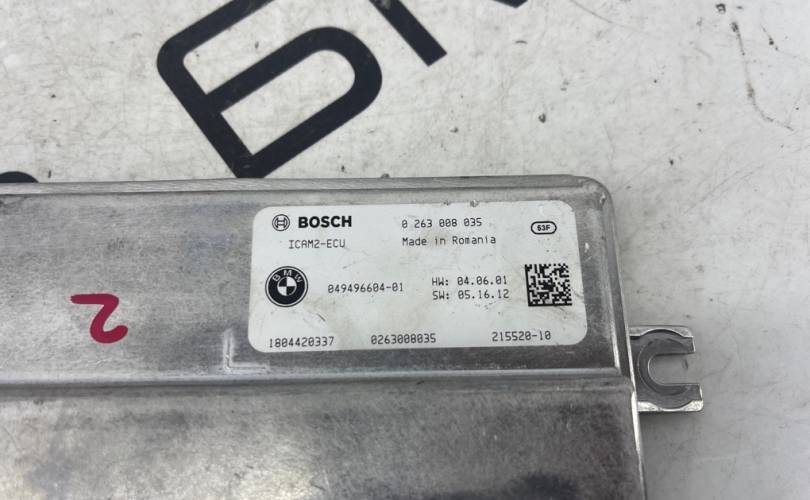 BOSCH 0 263 008 035 63F
ICAM2-ECU Made in Romania
BMW 049496604-01 HW: 04.06.01
SW: 05.16.12
1804420337 0263008035 215520-10
2